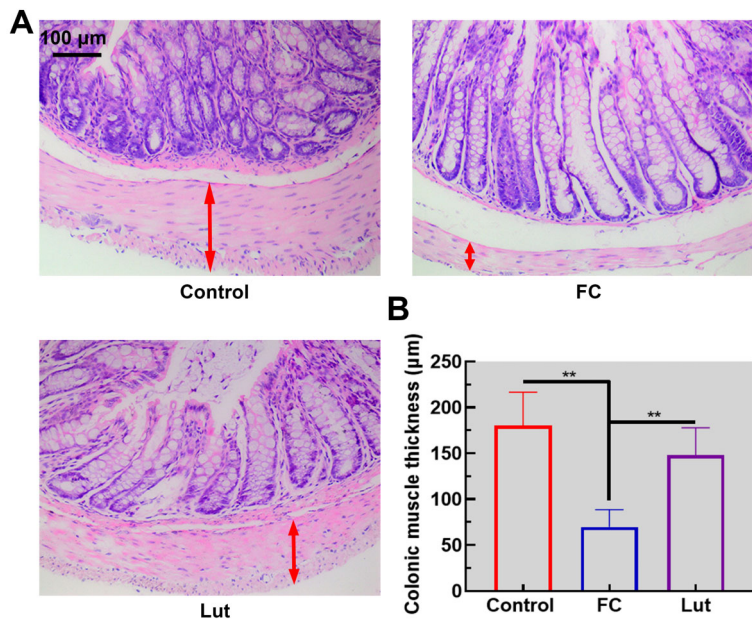 A
100 μm
Control
FC
Lut
B
Colonic muscle thickness (μm)
250
200
150
100
50
0
**
**
Control
FC
Lut